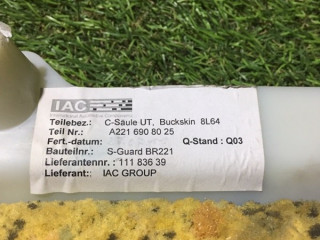 IAC
Teilebez.: C-Säule UT, Buckskin 8L64
Teil Nr.: A221 690 80 25
Fert.-datum: Q-Stand : Q03
Bauteilnr.: S-Guard BR221
Lieferantennr. : 111 836 39
Lieferant: IAC GROUP